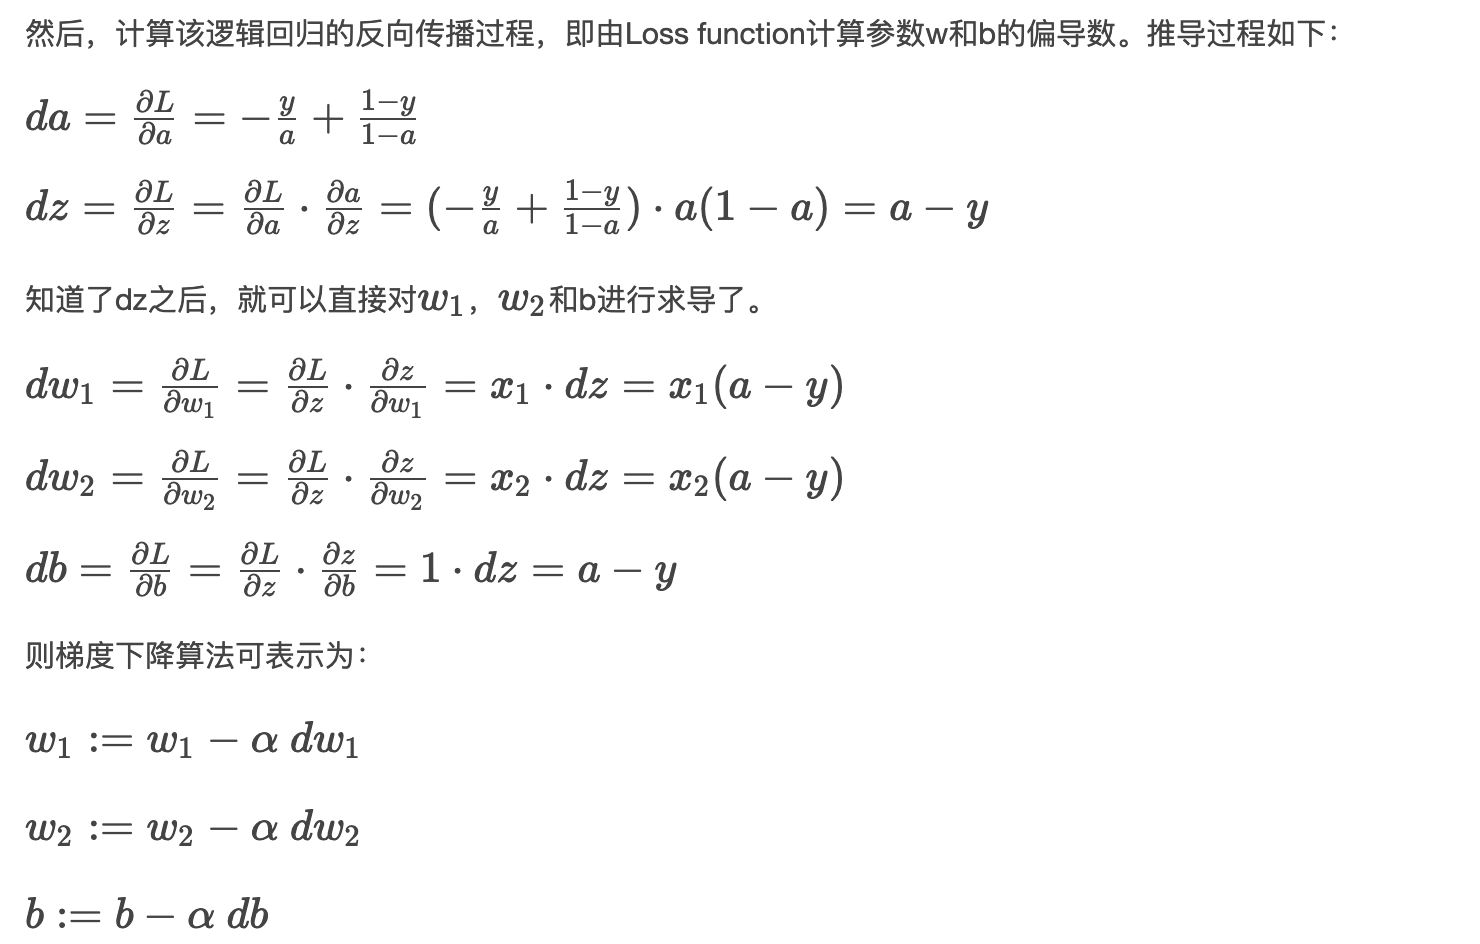 然后，计算该逻辑回归的反向传播过程，即由Loss function计算参数w和b的偏导数。推导过程如下：
$da = \frac{\partial L}{\partial a} = -\frac{y}{a} + \frac{1-y}{1-a}$
$dz = \frac{\partial L}{\partial z} = \frac{\partial L}{\partial a} \cdot \frac{\partial a}{\partial z} = (-\frac{y}{a} + \frac{1-y}{1-a}) \cdot a(1-a) = a - y$
知道了dz之后，就可以直接对$w_1$，$w_2$和b进行求导了。
$dw_1 = \frac{\partial L}{\partial w_1} = \frac{\partial L}{\partial z} \cdot \frac{\partial z}{\partial w_1} = x_1 \cdot dz = x_1(a - y)$
$dw_2 = \frac{\partial L}{\partial w_2} = \frac{\partial L}{\partial z} \cdot \frac{\partial z}{\partial w_2} = x_2 \cdot dz = x_2(a - y)$
$db = \frac{\partial L}{\partial b} = \frac{\partial L}{\partial z} \cdot \frac{\partial z}{\partial b} = 1 \cdot dz = a - y$
则梯度下降算法可表示为：
$w_1 := w_1 - \alpha\ dw_1$
$w_2 := w_2 - \alpha\ dw_2$
$b := b - \alpha\ db$